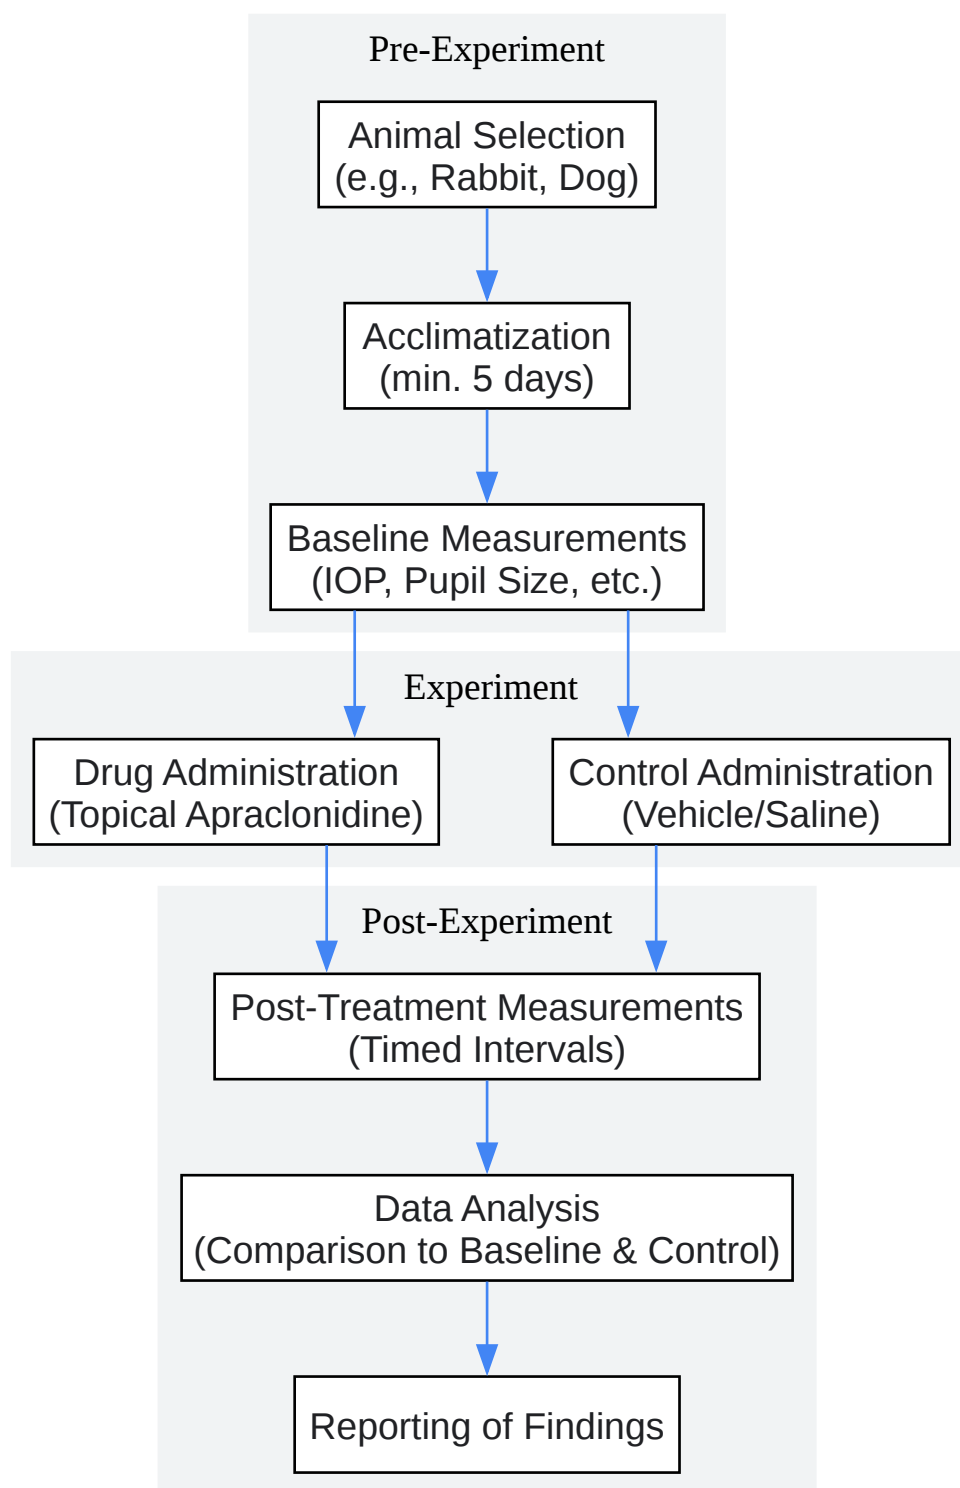 Pre-Experiment
Animal Selection
(e.g., Rabbit, Dog)
Acclimatization
(min. 5 days)
Baseline Measurements
(IOP, Pupil Size, etc.)
Experiment
Drug Administration
(Topical Apraclonidine)
Control Administration
(Vehicle/Saline)
Post-Experiment
Post-Treatment Measurements
(Timed Intervals)
Data Analysis
(Comparison to Baseline & Control)
Reporting of Findings